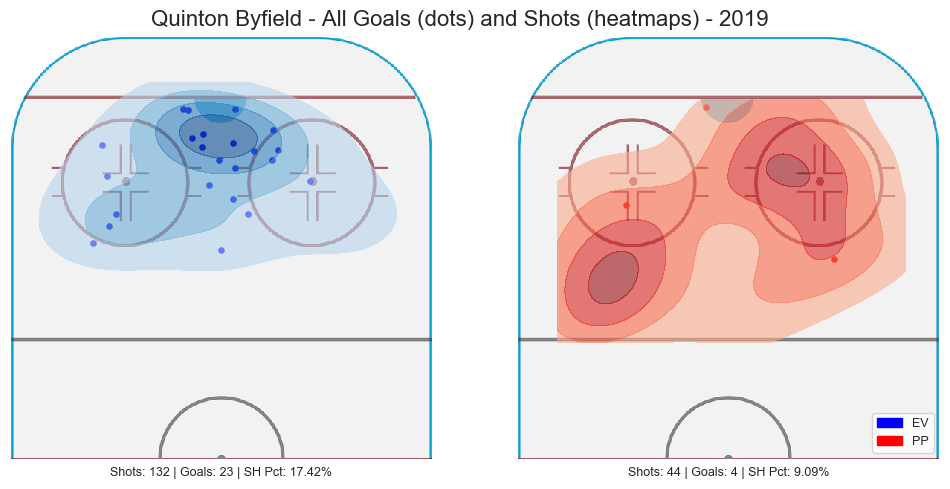 Quinton Byfield - All Goals (dots) and Shots (heatmaps) - 2019
EV
PP
Shots: 132 | Goals: 23 | SH Pct: 17.42%
Shots: 44 | Goals: 4 | SH Pct: 9.09%